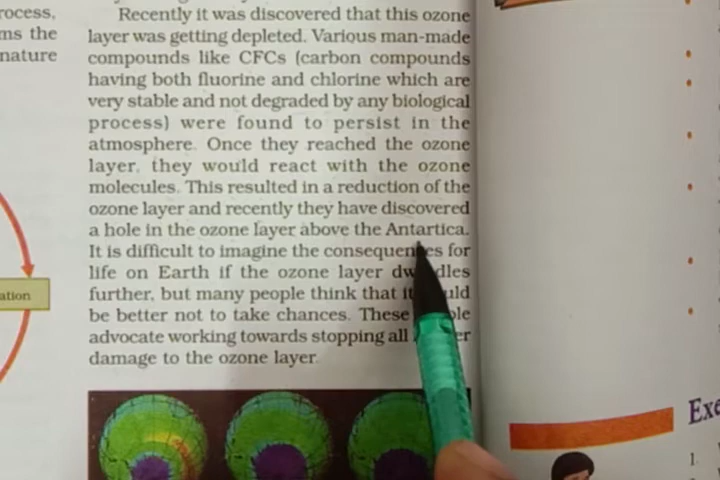 rocess,
ms the
nature
ation
Recently it was discovered that this ozone
layer was getting depleted. Various man-made
compounds like CFCs (carbon compounds
having both fluorine and chlorine which are
very stable and not degraded by any biological
process) were found to persist in the
atmosphere. Once they reached the ozone
layer, they would react with the ozone
molecules. This resulted in a reduction of the
ozone layer and recently they have discovered
a hole in the ozone layer above the Antartica.
It is difficult to imagine the consequences for
life on Earth if the ozone layer dwindles
further, but many people think that it would
be better not to take chances. These people
advocate working towards stopping all further
damage to the ozone layer.
Exe
1.